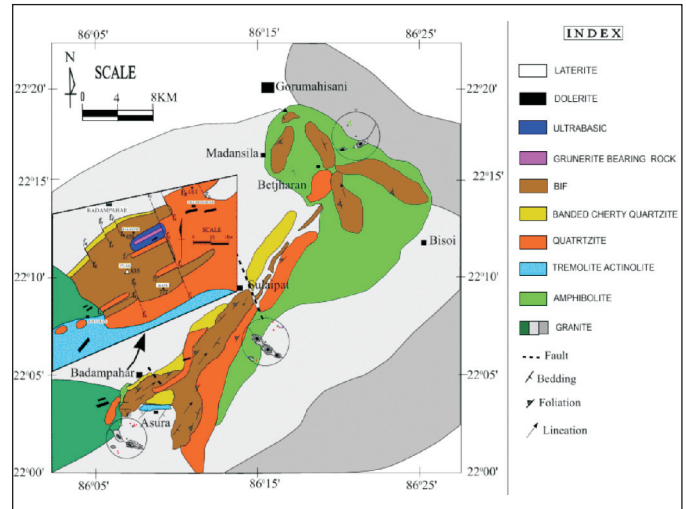 86°05' 86°15' 86°25'
N
SCALE
0 4 8KM
22°20' 22°20'
Gorumahisani
Madansila
Betjharan
22°15' 22°15'
BADAMPAHAR
SCALE
Bisoi
22°10' 22°10'
Sulaipat
22°05' 22°05'
Badampahar
Asura
22°00' 22°00'
86°05' 86°15' 86°25'
INDEX
LATERITE
DOLERITE
ULTRABASIC
GRUNERITE BEARING ROCK
BIF
BANDED CHERTY QUARTZITE
QUATRTZITE
TREMOLITE ACTINOLITE
AMPHIBOLITE
GRANITE
Fault
Bedding
Foliation
Lineation